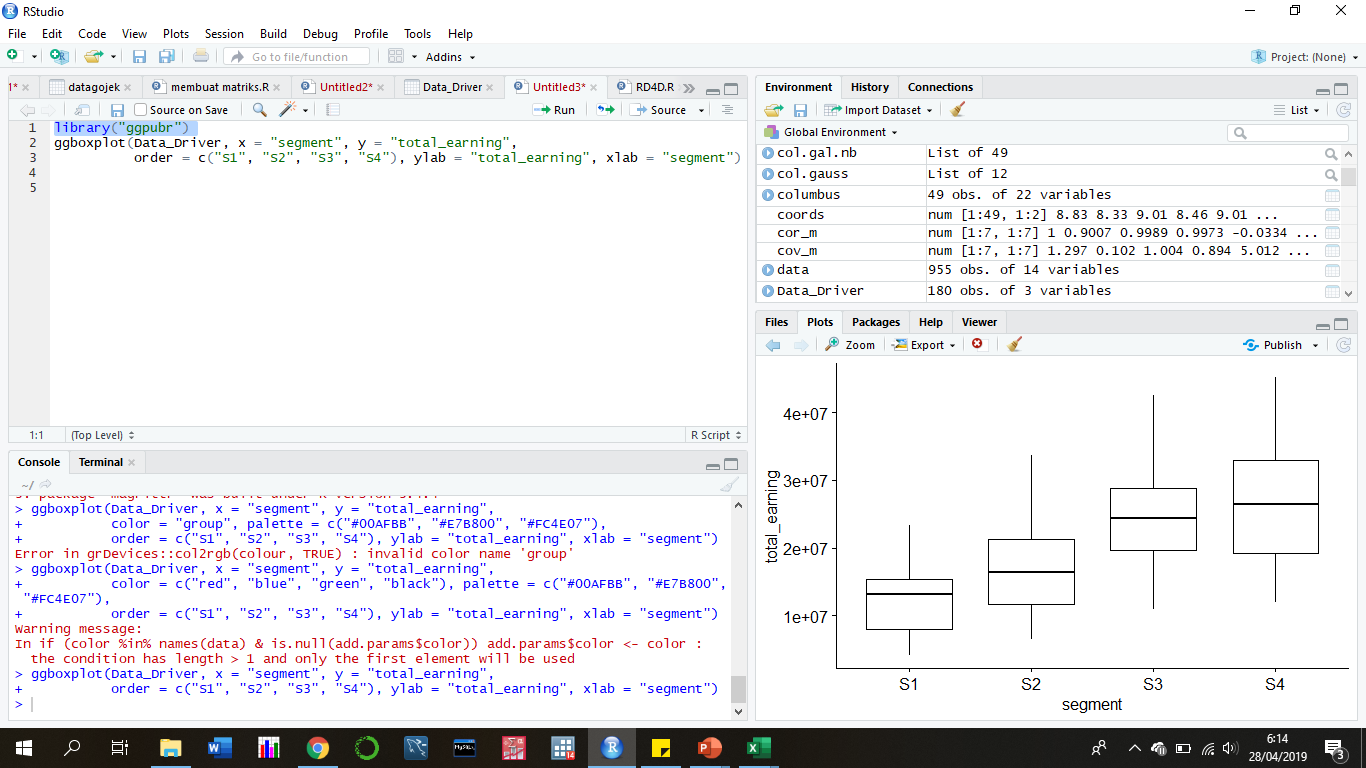 RStudio
File Edit Code View Plots Session Build Debug Profile Tools Help
Go to file/function Addins Project: (None)
1* datagojek membuat matriks.R Untitled2* Data_Driver Untitled3* RD4D.R
Source on Save Run Source
1 library("ggpubr")
2 ggboxplot(Data_Driver, x = "segment", y = "total_earning",
3 order = c("S1", "S2", "S3", "S4"), ylab = "total_earning", xlab = "segment")
4
5
1:1 (Top Level) R Script
Console Terminal
~/
> ggboxplot(Data_Driver, x = "segment", y = "total_earning",
+ color = "group", palette = c("#00AFBB", "#E7B800", "#FC4E07"),
+ order = c("S1", "S2", "S3", "S4"), ylab = "total_earning", xlab = "segment")
Error in grDevices::col2rgb(colour, TRUE) : invalid color name 'group'
> ggboxplot(Data_Driver, x = "segment", y = "total_earning",
+ color = c("red", "blue", "green", "black"), palette = c("#00AFBB", "#E7B800",
"#FC4E07"),
+ order = c("S1", "S2", "S3", "S4"), ylab = "total_earning", xlab = "segment")
Warning message:
In if (color %in% names(data) & is.null(add.params$color)) add.params$color <- color :
the condition has length > 1 and only the first element will be used
> ggboxplot(Data_Driver, x = "segment", y = "total_earning",
+ order = c("S1", "S2", "S3", "S4"), ylab = "total_earning", xlab = "segment")
>
Environment History Connections
Import Dataset List
Global Environment
col.gal.nb List of 49
col.gauss List of 12
columbus 49 obs. of 22 variables
coords num [1:49, 1:2] 8.83 8.33 9.01 8.46 9.01 ...
cor_m num [1:7, 1:7] 1 0.9007 0.9989 0.9973 -0.0334 ...
cov_m num [1:7, 1:7] 1.297 0.102 1.004 0.894 5.012 ...
data 955 obs. of 14 variables
Data_Driver 180 obs. of 3 variables
Files Plots Packages Help Viewer
Zoom Export Publish
total_earning
4e+07
3e+07
2e+07
1e+07
S1 S2 S3 S4
segment
6:14
28/04/2019
3